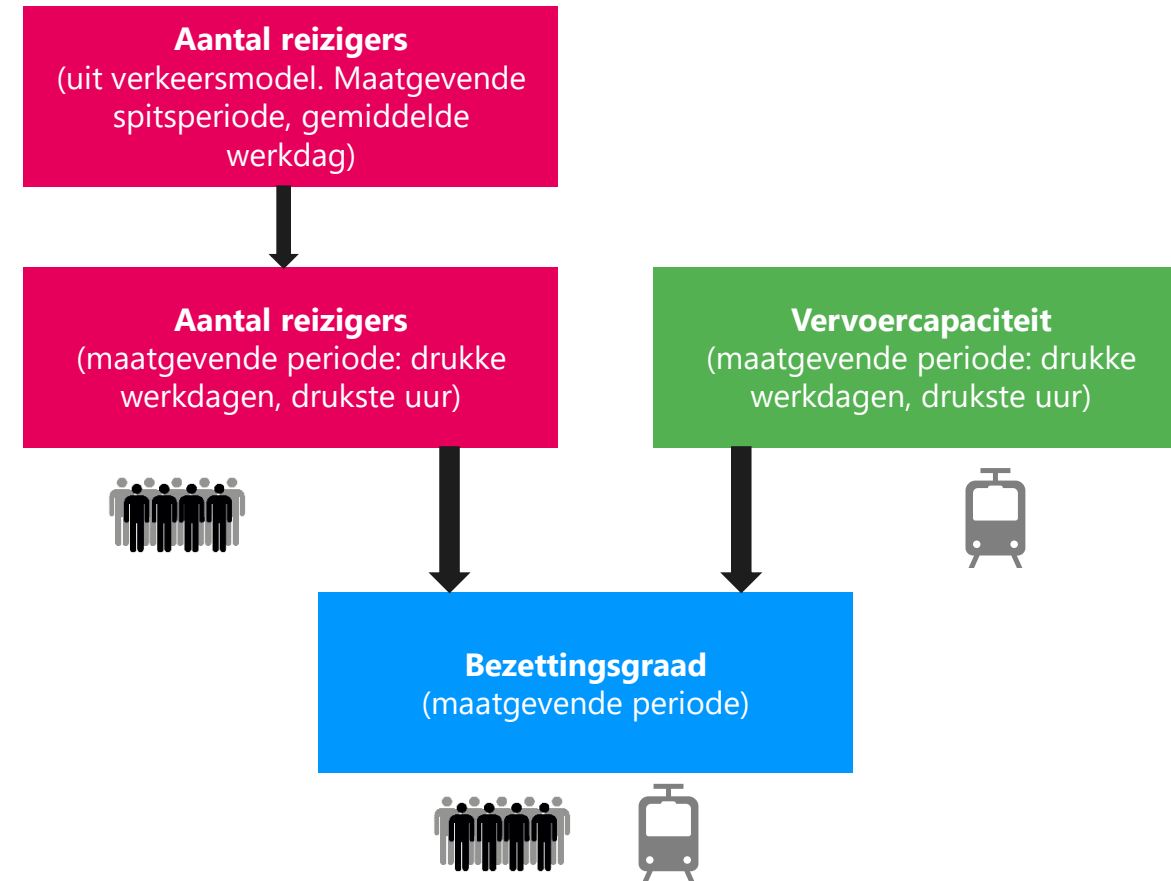 Aantal reizigers
(uit verkeersmodel. Maatgevende
spitsperiode, gemiddelde
werkdag)
Aantal reizigers
(maatgevende periode: drukke
werkdagen, drukste uur)
Vervoercapaciteit
(maatgevende periode: drukke
werkdagen, drukste uur)
Bezettingsgraad
(maatgevende periode)